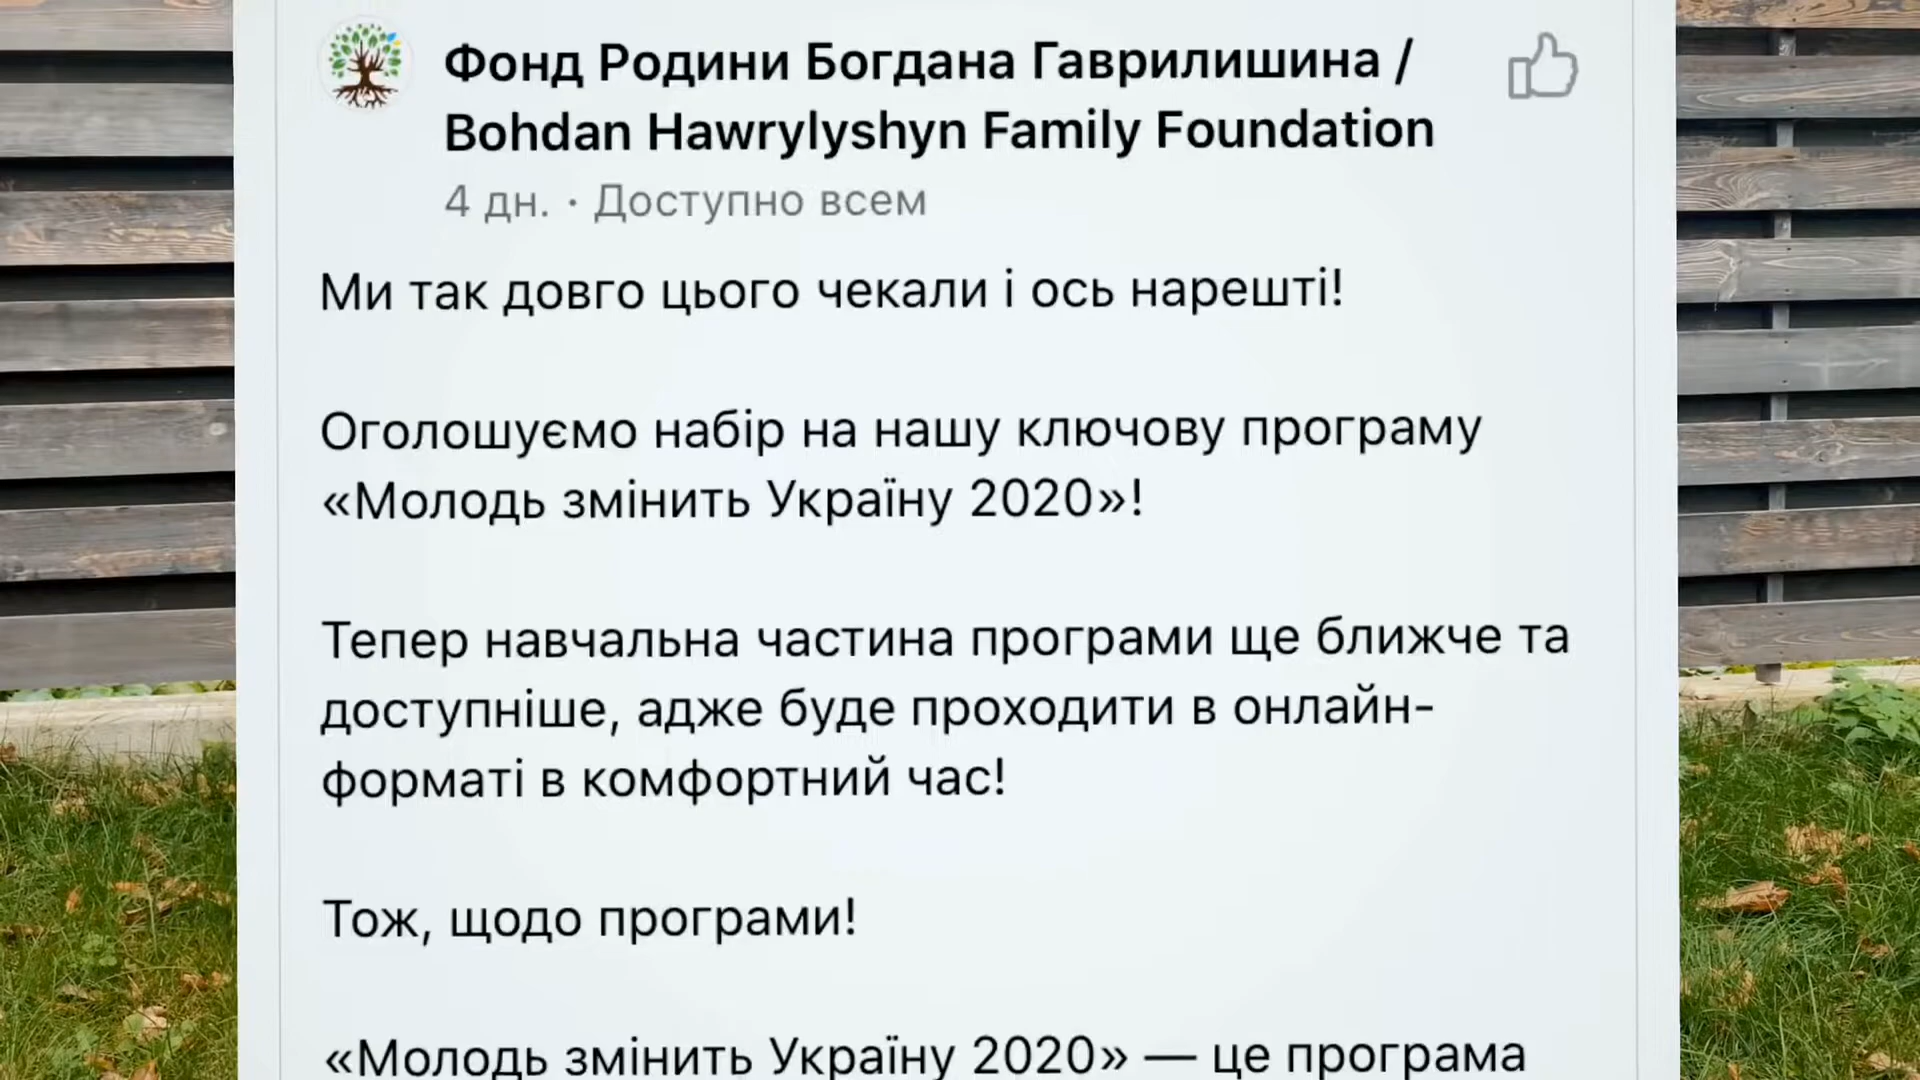 Фонд Родини Богдана Гаврилишина /
Bohdan Hawrylyshyn Family Foundation
4 дн. · Доступно всем
Ми так довго цього чекали і ось нарешті!
Оголошуємо набір на нашу ключову програму
«Молодь змінить Україну 2020»!
Тепер навчальна частина програми ще ближче та
доступніше, адже буде проходити в онлайн-
форматі в комфортний час!
Тож, щодо програми!
«Молодь змінить Україну 2020» — це програма